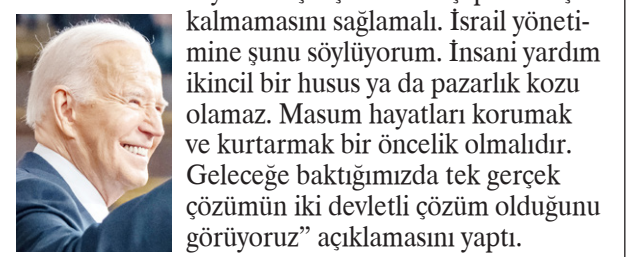 kalmamasını sağlamalı. İsrail yöneti-
mine şunu söylüyorum. İnsani yardım
ikincil bir husus ya da pazarlık kozu
olamaz. Masum hayatları korumak
ve kurtarmak bir öncelik olmalıdır.
Geleceğe baktığımızda tek gerçek
çözümün iki devletli çözüm olduğunu
görüyoruz” açıklamasını yaptı.